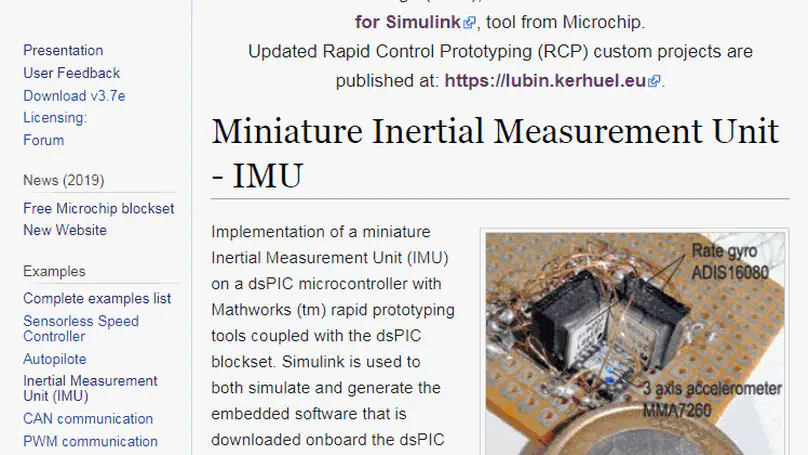 for Simulink, tool from Microchip.
Updated Rapid Control Prototyping (RCP) custom projects are
published at: https://lubin.kerhuel.eu.
Presentation
User Feedback
Download v3.7e
Licensing:
Forum
News (2019)
Free Microchip blockset
New Website
Examples
Complete examples list
Sensorless Speed
Controller
Autopilote
Inertial Measurement
Unit (IMU)
CAN communication
PWM communication
Miniature Inertial Measurement Unit
- IMU
Implementation of a miniature
Inertial Measurement Unit (IMU)
on a dsPIC microcontroller with
Mathworks (tm) rapid prototyping
tools coupled with the dsPIC
blockset. Simulink is used to
both simulate and generate the
embedded software that is
downloaded onboard the dsPIC
Rate gyro
ADIS16080
3 axis accelerometer
MMA7260